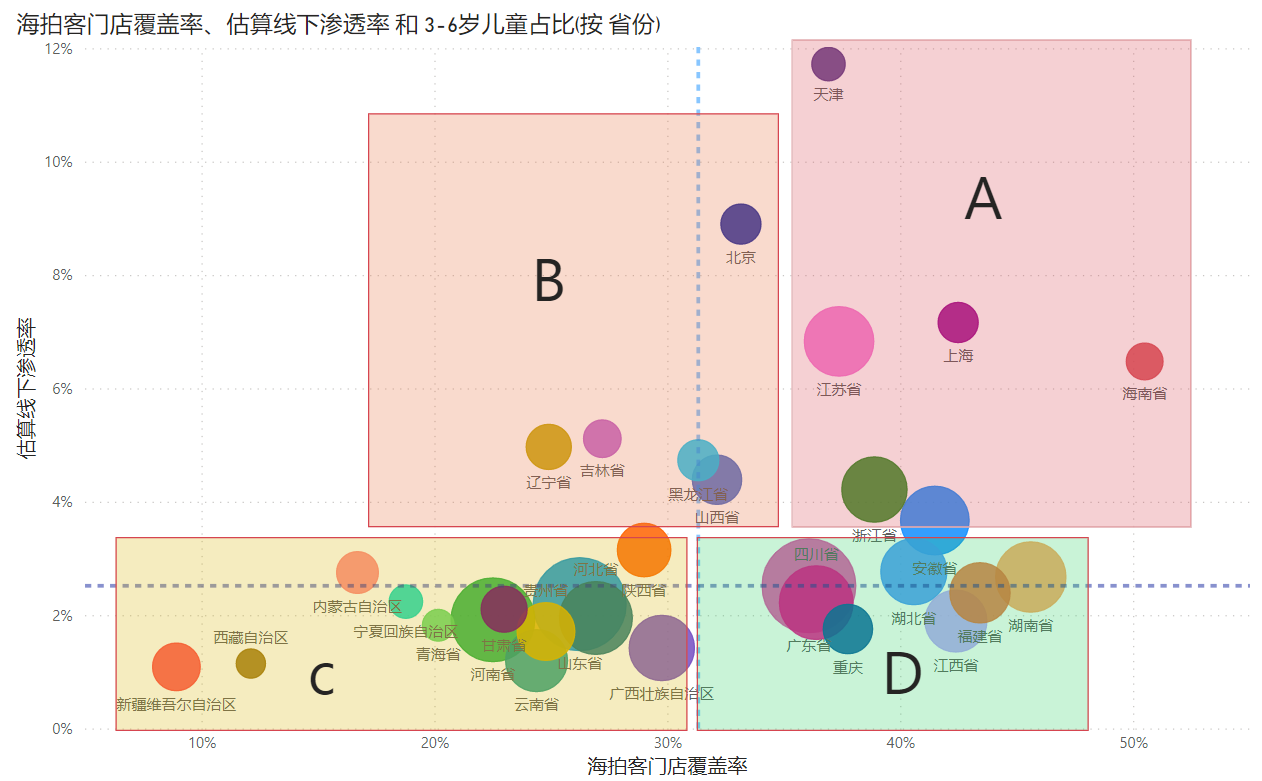 海拍客门店覆盖率、估算线下渗透率 和 3-6岁儿童占比(按 省份)
12%
天津
A
10%
北京
B
8%
上海
江苏省
海南省
6%
估算线下渗透率
吉林省
辽宁省
黑龙江省
4%
山西省
浙江省
四川省
河北省
安徽省
贵州省
陕西省
内蒙古自治区
湖北省
2%
湖南省
宁夏回族自治区
西藏自治区
福建省
甘肃省
广东省
青海省
山东省
江西省
重庆
河南省
C
D
广西壮族自治区
新疆维吾尔自治区
云南省
0%
10%
20%
30%
40%
50%
海拍客门店覆盖率